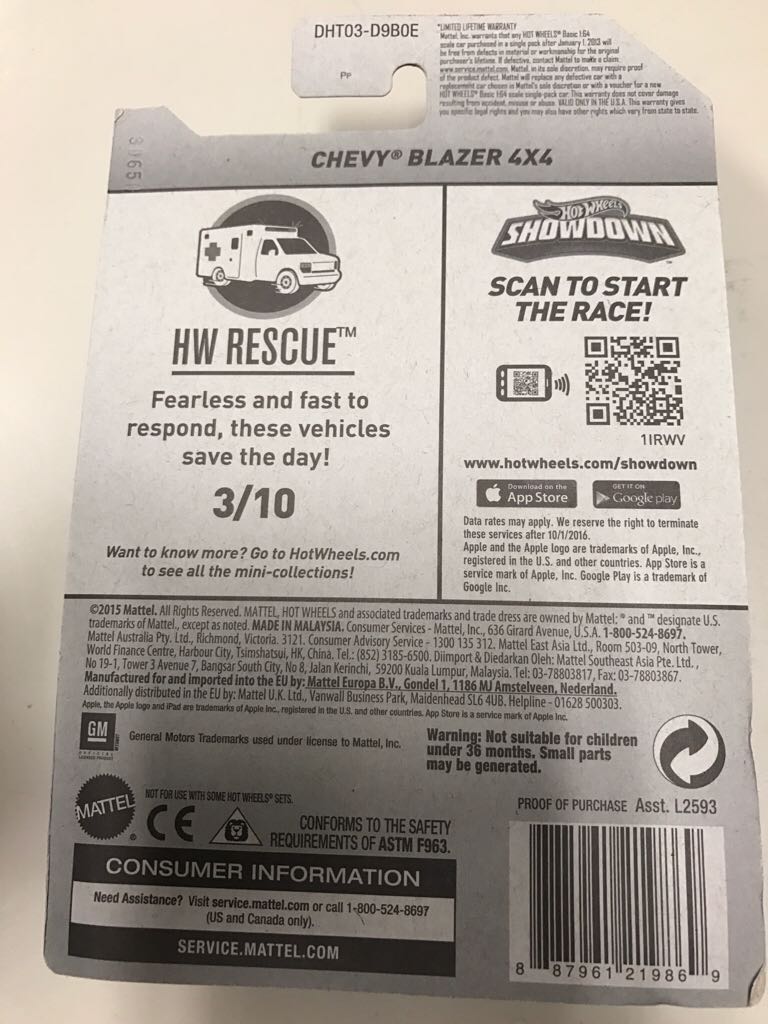 DHT03-D9B0E
PP
*LIMITED LIFETIME WARRANTY
Mattel, Inc. warrants that any HOT WHEELS® Basic 1:64
scale car purchased in a single pack after January 1, 2013 will
be free from defects in material or workmanship for the original
purchaser's lifetime. If defective, contact Mattel to make a claim.
www.service.mattel.com. Mattel, in its sole discretion, may require proof
of the product defect. Mattel will replace any defective car with a
replacement car chosen in Mattel's sole discretion or with a voucher for a new
HOT WHEELS® Basic 1:64 scale single-pack car. This warranty does not cover damage
resulting from accident, misuse or abuse. VALID ONLY IN THE U.S.A. This warranty gives
you specific legal rights and you may also have other rights which vary from state to state.
CHEVY® BLAZER 4X4
HW RESCUE™
Fearless and fast to
respond, these vehicles
save the day!
3/10
Want to know more? Go to HotWheels.com
to see all the mini-collections!
HOT WHEELS
SHOWDOWN™
SCAN TO START
THE RACE!
1IRWV
www.hotwheels.com/showdown
Download on the
App Store
GET IT ON
Google play
Data rates may apply. We reserve the right to terminate
these services after 10/1/2016.
Apple and the Apple logo are trademarks of Apple, Inc.,
registered in the U.S. and other countries. App Store is a
service mark of Apple, Inc. Google Play is a trademark of
Google Inc.
©2015 Mattel. All Rights Reserved. MATTEL, HOT WHEELS and associated trademarks and trade dress are owned by Mattel; ® and ™ designate U.S.
trademarks of Mattel., except as noted. MADE IN MALAYSIA. Consumer Services - Mattel, Inc., 636 Girard Avenue, U.S.A. 1-800-524-8697.
Mattel Australia Pty. Ltd., Richmond, Victoria. 3121. Consumer Advisory Service - 1300 135 312. Mattel East Asia Ltd., Room 503-09, North Tower,
World Finance Centre, Harbour City, Tsimshatsui, HK, China, Tel.: (852) 3185-6500. Diimport & Diedarkan Oleh: Mattel Southeast Asia Pte. Ltd.,
No 19-1, Tower 3 Avenue 7, Bangsar South City, No 8, Jalan Kerinchi, 59200 Kuala Lumpur, Malaysia. Tel: 03-78803817, Fax: 03-78803867.
Manufactured for and imported into the EU by: Mattel Europa B.V., Gondel 1, 1186 MJ Amstelveen, Nederland.
Additionally distributed in the EU by: Mattel U.K. Ltd., Vanwall Business Park, Maidenhead SL6 4UB. Helpline - 01628 500303.
Apple, the Apple logo and iPad are trademarks of Apple Inc., registered in the U.S. and other countries. App Store is a service mark of Apple Inc.
GM
OFFICIAL
LICENSED PRODUCT
General Motors Trademarks used under license to Mattel, Inc.
Warning: Not suitable for children
under 36 months. Small parts
may be generated.
MATTEL®
NOT FOR USE WITH SOME HOT WHEELS® SETS.
CE
CONFORMS TO THE SAFETY
REQUIREMENTS OF ASTM F963.
PROOF OF PURCHASE Asst. L2593
CONSUMER INFORMATION
Need Assistance? Visit service.mattel.com or call 1-800-524-8697
(US and Canada only).
SERVICE.MATTEL.COM
8 87961 21986 9